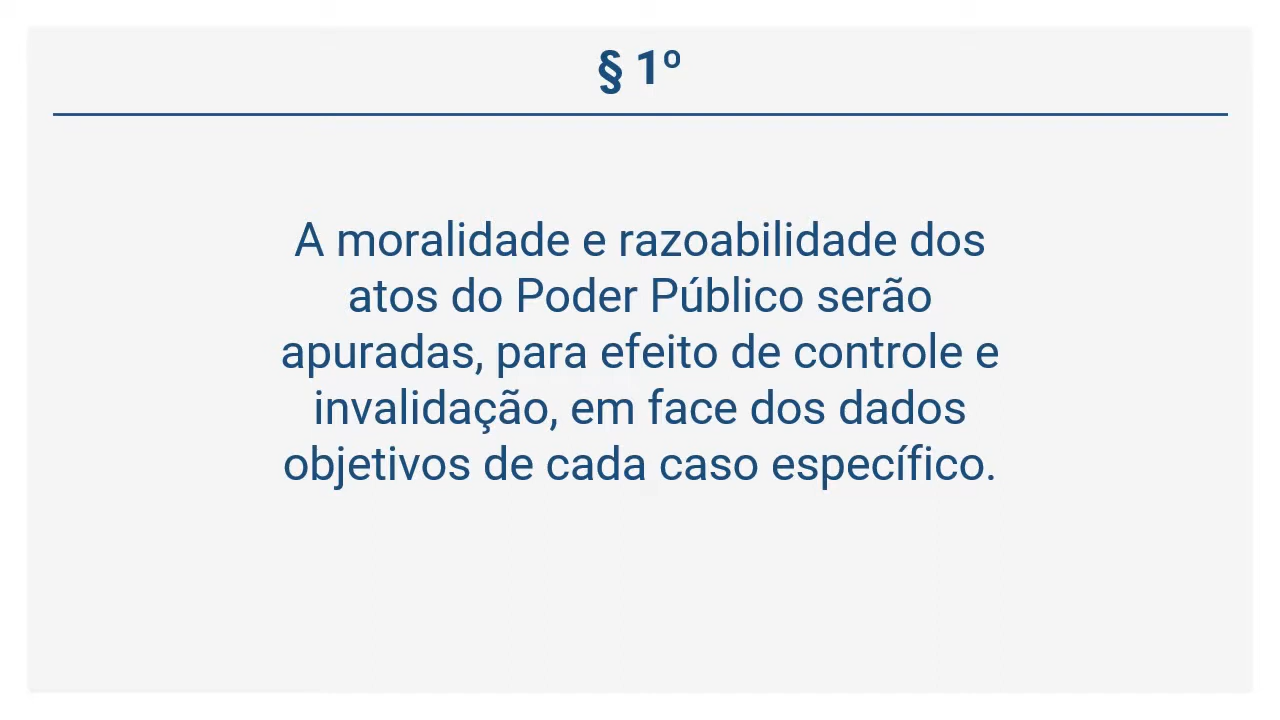 § 1º
A moralidade e razoabilidade dos
atos do Poder Público serão
apuradas, para efeito de controle e
invalidação, em face dos dados
objetivos de cada caso específico.